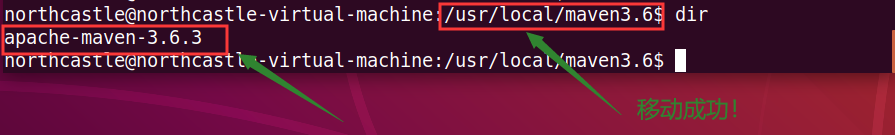 northcastle@northcastle-virtual-machine:/usr/local/maven3.6$ dir
apache-maven-3.6.3
northcastle@northcastle-virtual-machine:/usr/local/maven3.6$
移动成功！